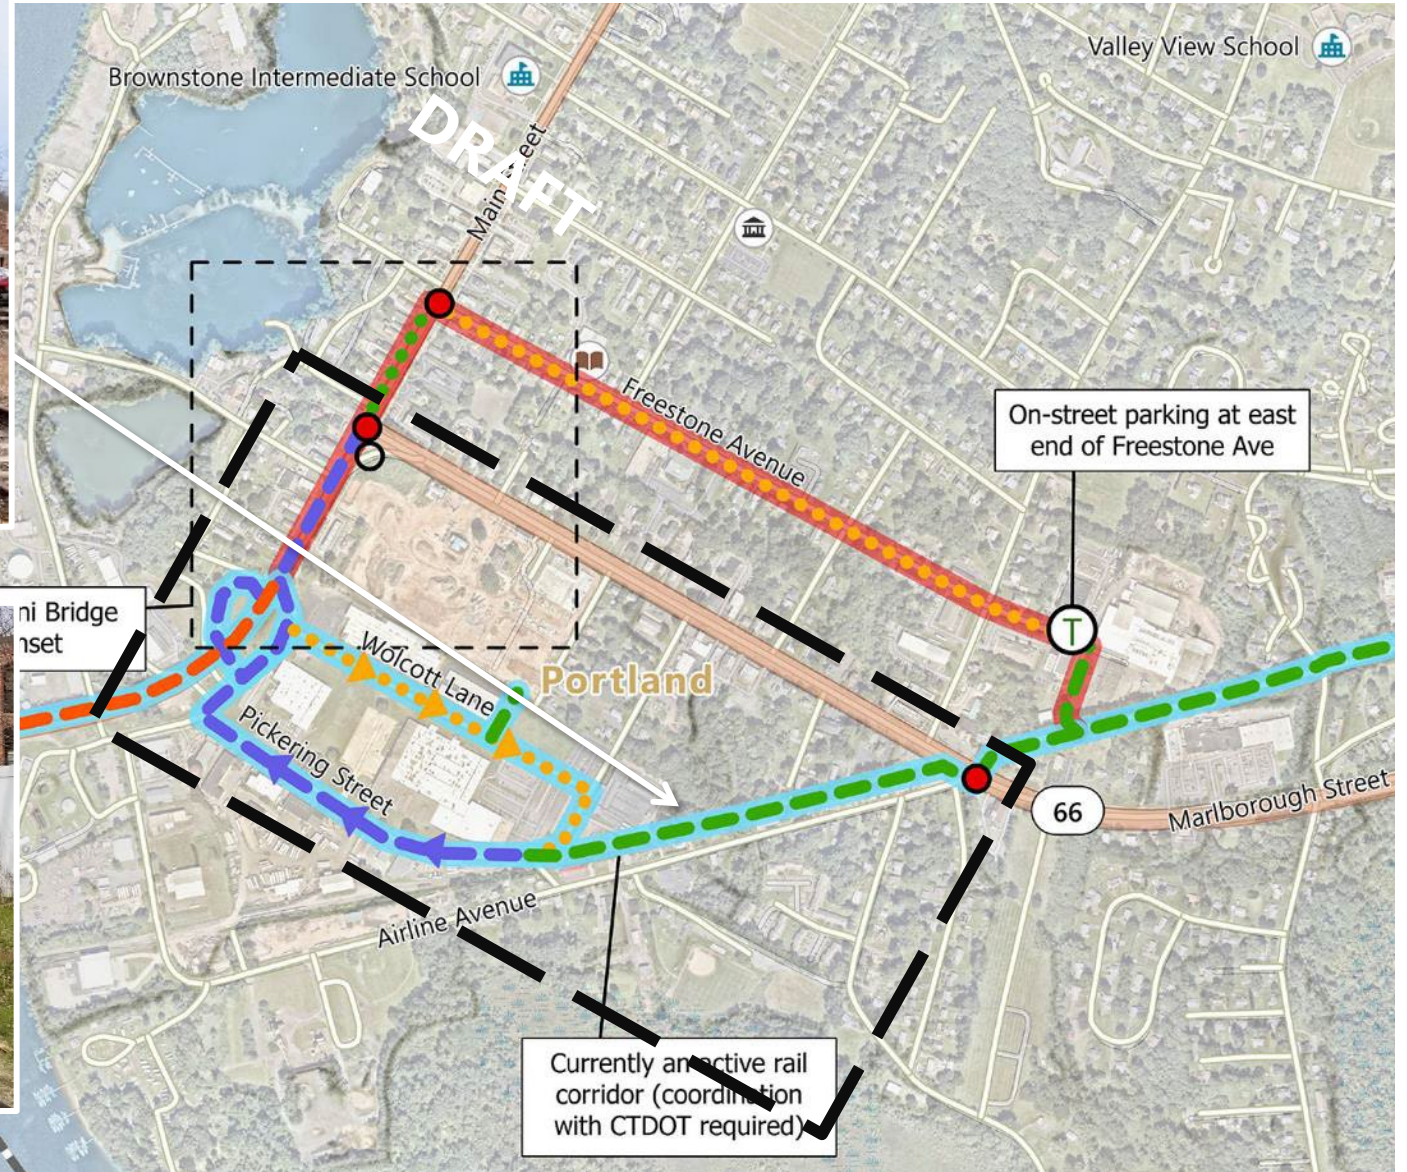 Valley View School
Brownstone Intermediate School
DRAFT
Main Street
Freestone Avenue
On-street parking at east
end of Freestone Ave
T
ni Bridge
nset
Wolcott Lane
Portland
Pickering Street
66
Marlborough Street
Airline Avenue
Currently an active rail
corridor (coordination
with CTDOT required)